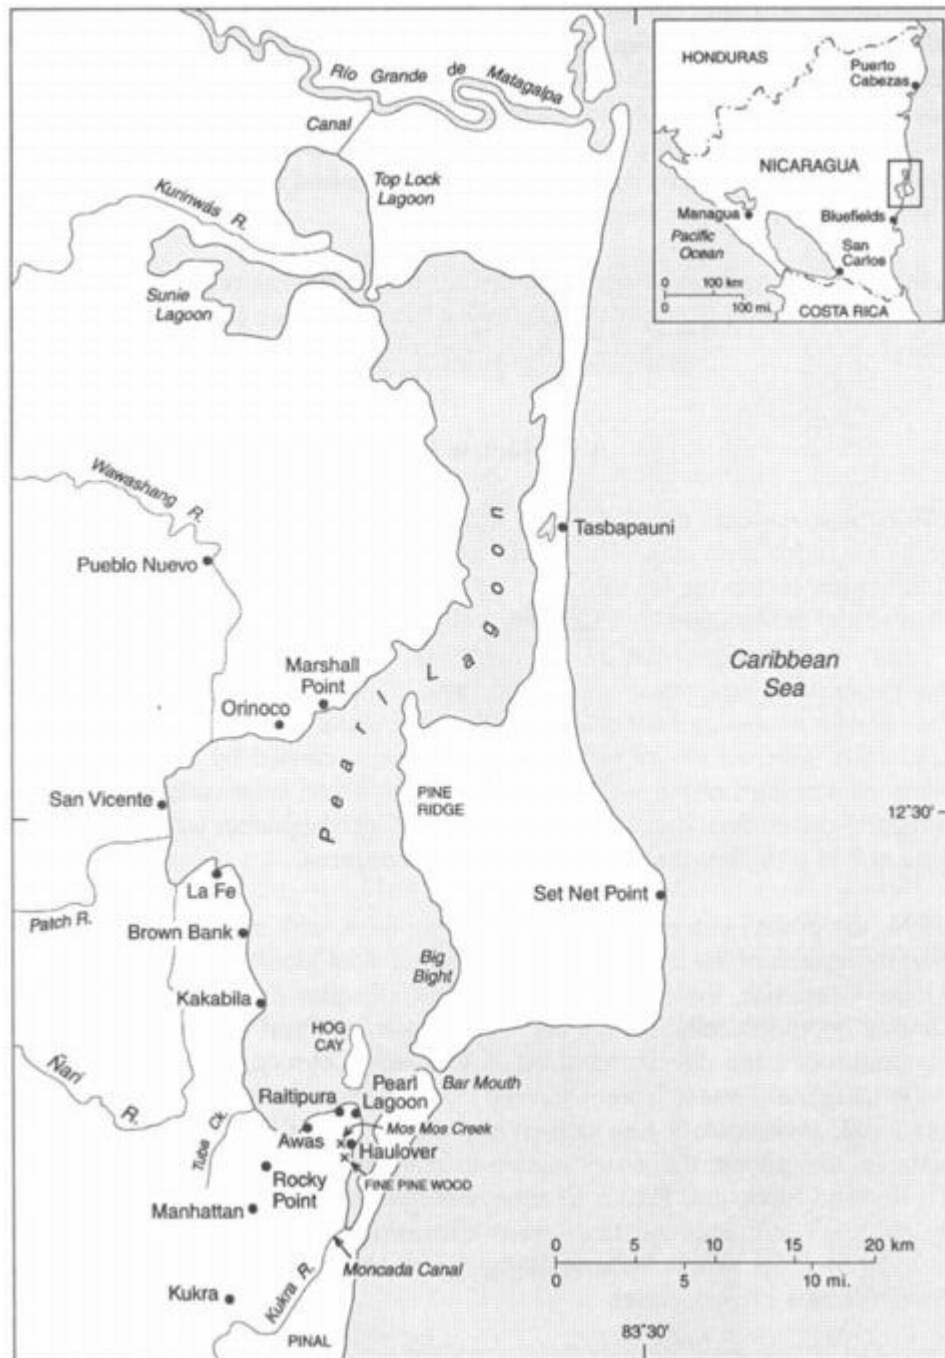 Río Grande de Matagalpa
Canal
Top Lock
Lagoon
Kurinwás R.
Sunie
Lagoon
HONDURAS
Puerto
Cabezas
NICARAGUA
Managua
Bluefields
Pacific
Ocean
San
Carlos
0 100 km
0 100 mi.
COSTA RICA
Wawashang R.
Pueblo Nuevo
Tasbapauni
Pearl Lagoon
Caribbean
Sea
Marshall
Point
Orinoco
San Vicente
PINE
RIDGE
12°30'
La Fe
Patch R.
Set Net Point
Brown Bank
Big
Bight
Kakabila
HOG
CAY
Ñari R.
Pearl
Lagoon
Bar Mouth
Raitipura
Mos Mos Creek
Awas
Haulover
Tuba Ck.
FINE PINE WOOD
Rocky
Point
Manhattan
Moncada Canal
0 5 10 15 20 km
0 5 10 mi.
Kukra
Kukra R.
PINAL
83°30'